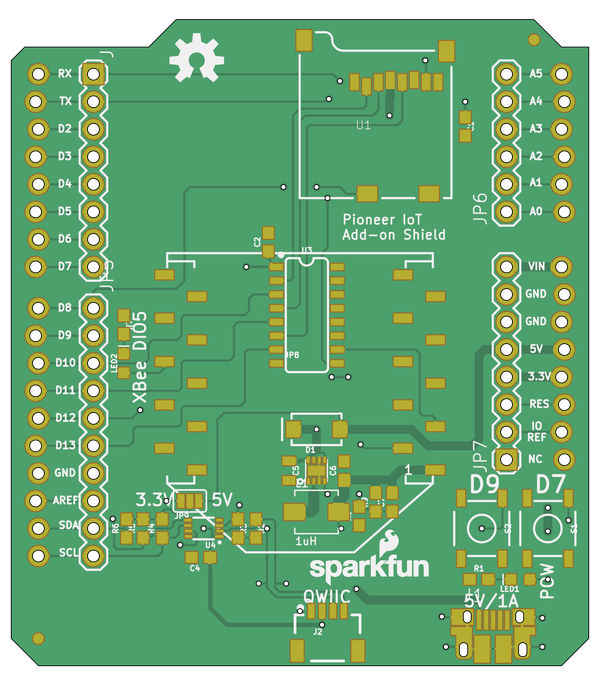 RX
TX
D2
D3
D4
D5
D6
D7
D8
D9
D10
D11
D12
D13
GND
AREF
SDA
SCL
A5
A4
A3
A2
A1
A0
JP6
VIN
GND
GND
5V
3.3V
RES
IO
REF
NC
JP7
U1
Pioneer IoT
Add-on Shield
C2
U3
JP8
XBee DIO5
LED2
D1
C5
C6
1
3.3V
5V
JP9
U4
C4
1uH
sparkfun
QWIIC
J2
D9
D7
S2
S1
R1
LED1
PGW
5V/1A